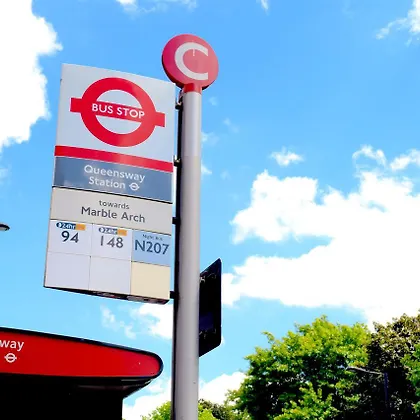 C
BUS STOP
Queensway
Station
towards
Marble Arch
24hr 24hr Night Bus
94 148 N207
way